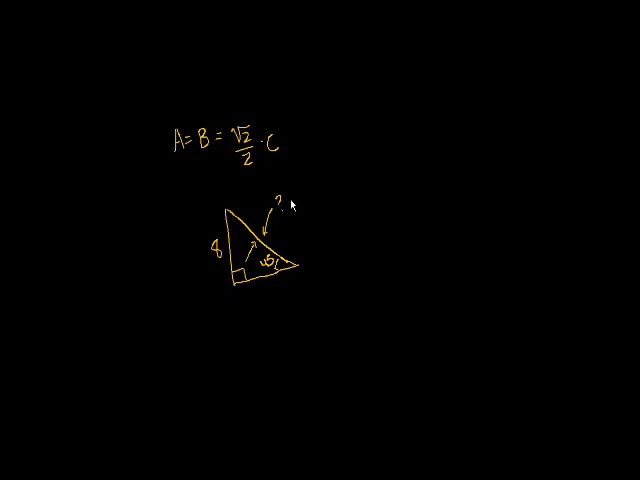 A = B = √2/2 · C
?
8
45